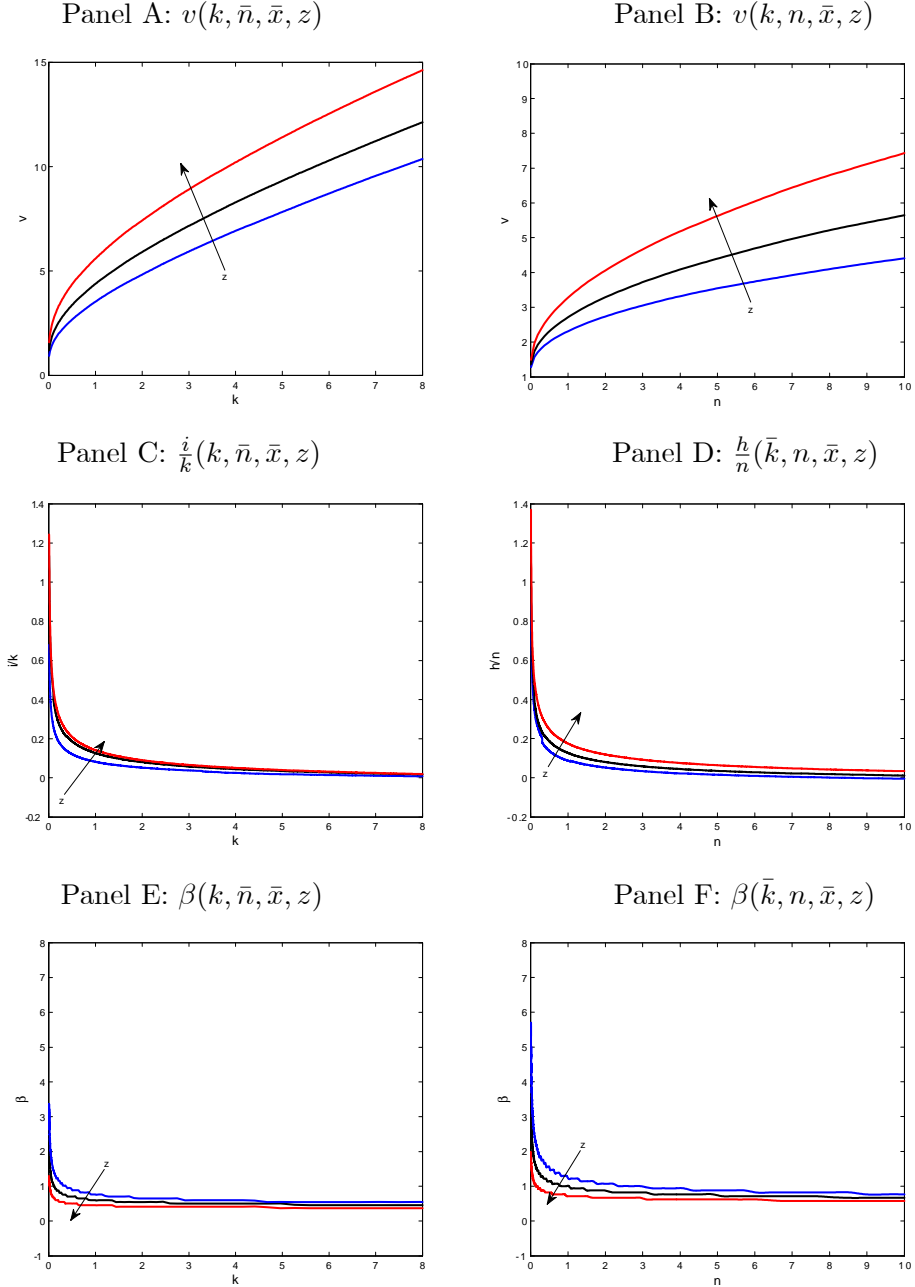 Panel A: v(k, n̄, x̄, z)
Panel B: v(k, n, x̄, z)
15
10
5
0
v
z
0 1 2 3 4 5 6 7 8
k
10
9
8
7
6
5
4
3
2
1
v
z
0 1 2 3 4 5 6 7 8 9 10
n
Panel C: i/k(k, n̄, x̄, z)
Panel D: h/n(k̄, n, x̄, z)
1.4
1.2
1
0.8
0.6
0.4
0.2
0
-0.2
i/k
z
0 1 2 3 4 5 6 7 8
k
1.4
1.2
1
0.8
0.6
0.4
0.2
0
-0.2
h/n
z
0 1 2 3 4 5 6 7 8 9 10
n
Panel E: β(k, n̄, x̄, z)
Panel F: β(k̄, n, x̄, z)
8
7
6
5
4
3
2
1
0
-1
β
z
0 1 2 3 4 5 6 7 8
k
8
7
6
5
4
3
2
1
0
-1
β
z
0 1 2 3 4 5 6 7 8 9 10
n